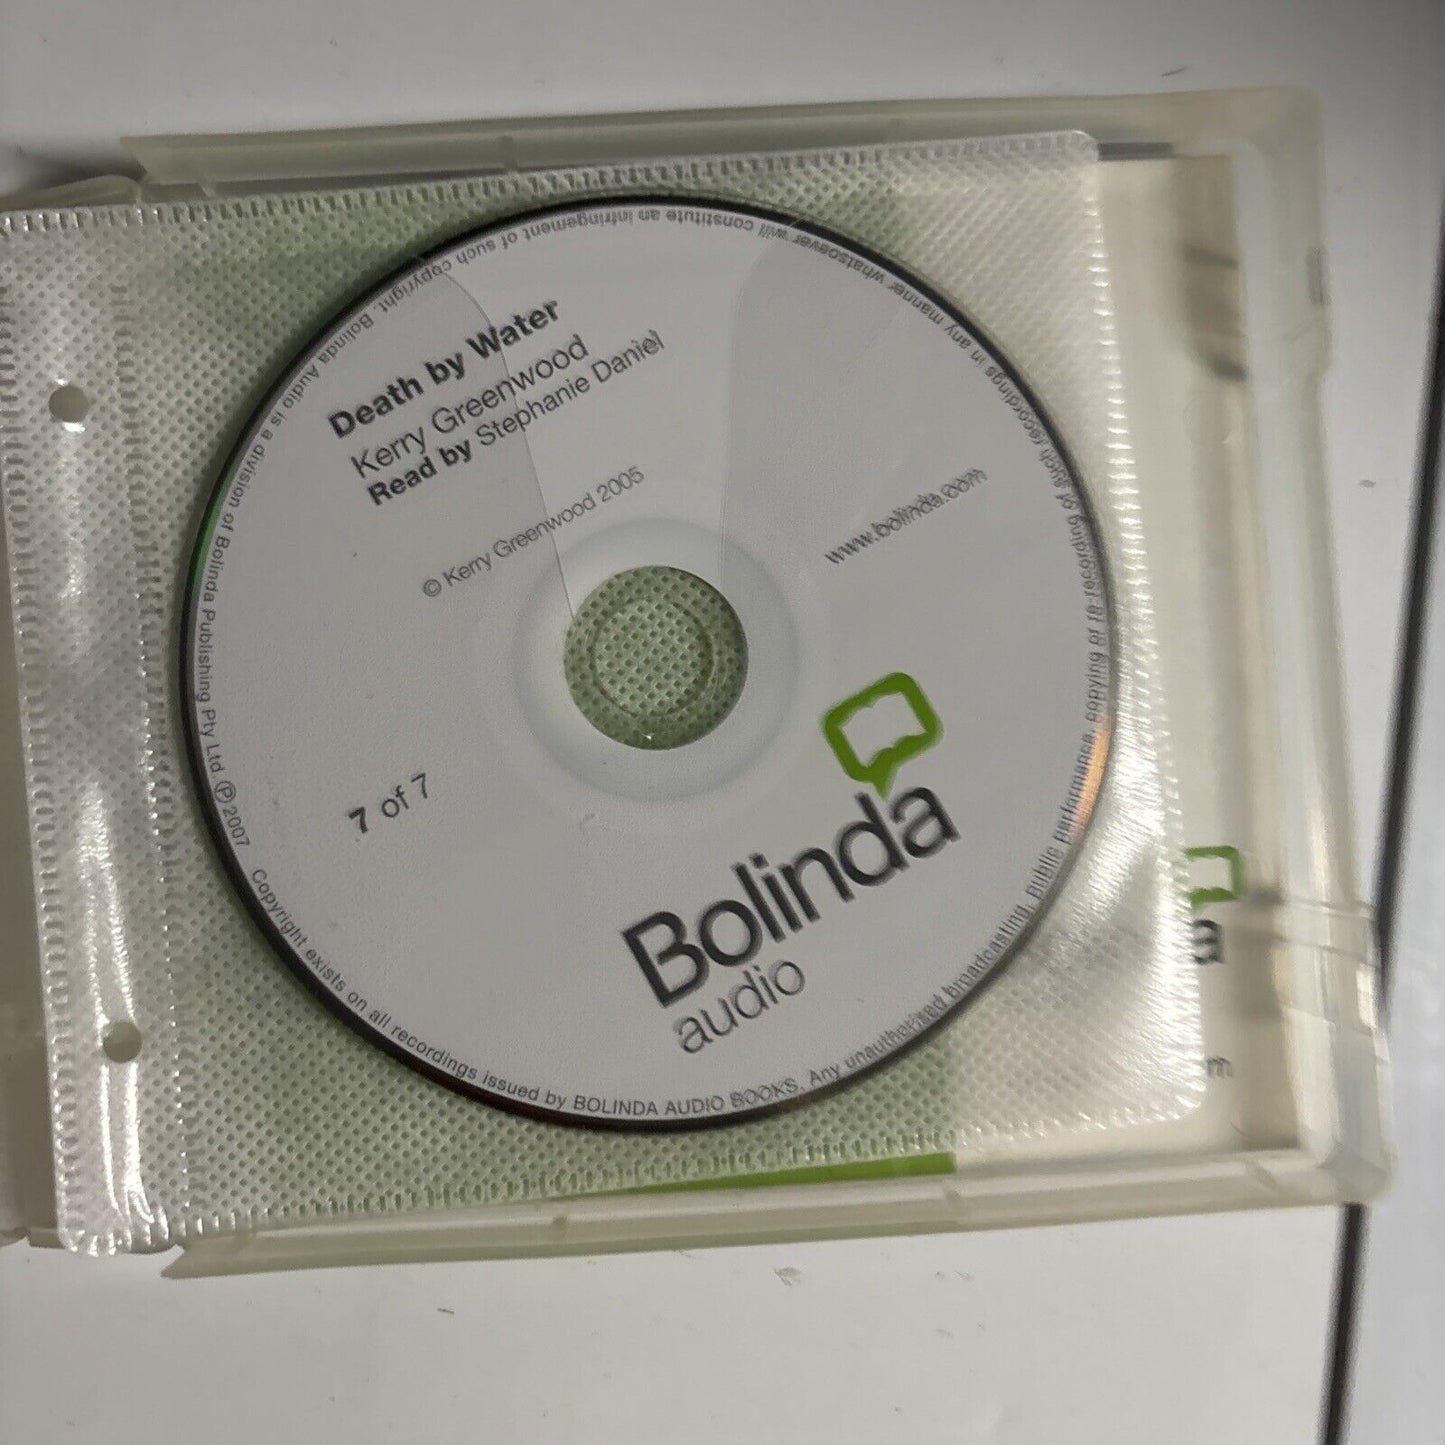 Death by Water
Kerry Greenwood
Read by Stephanie Daniel
© Kerry Greenwood 2005
www.bolinda.com
7 of 7
Bolinda
audio
Copyright exists on all recordings issued by BOLINDA AUDIO BOOKS. Any unauthorised broadcasting, public performance, copying or re-recording of such recordings in any manner whatsoever will constitute an infringement of such copyright. Bolinda Audio is a division of Bolinda Publishing Pty Ltd ℗ 2007
a
m